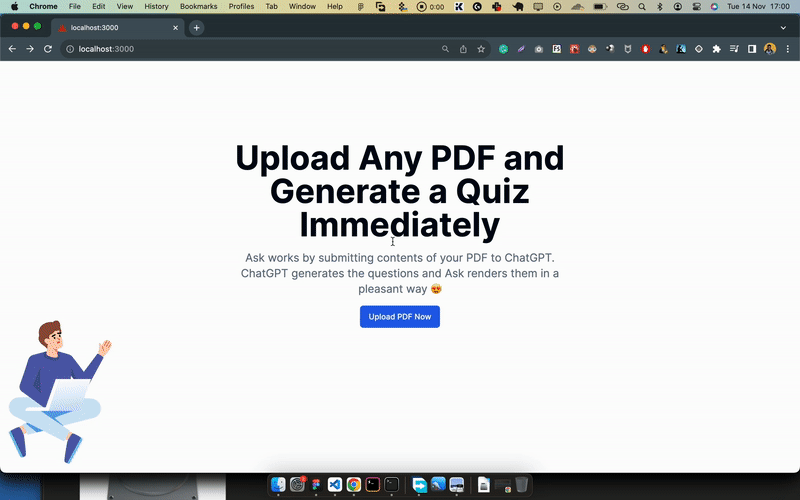 Chrome File Edit View History Bookmarks Profiles Tab Window Help 0:00 Tue 14 Nov 17:00
localhost:3000
localhost:3000
Upload Any PDF and
Generate a Quiz
Immediately
Ask works by submitting contents of your PDF to ChatGPT.
ChatGPT generates the questions and Ask renders them in a
pleasant way 😍
Upload PDF Now